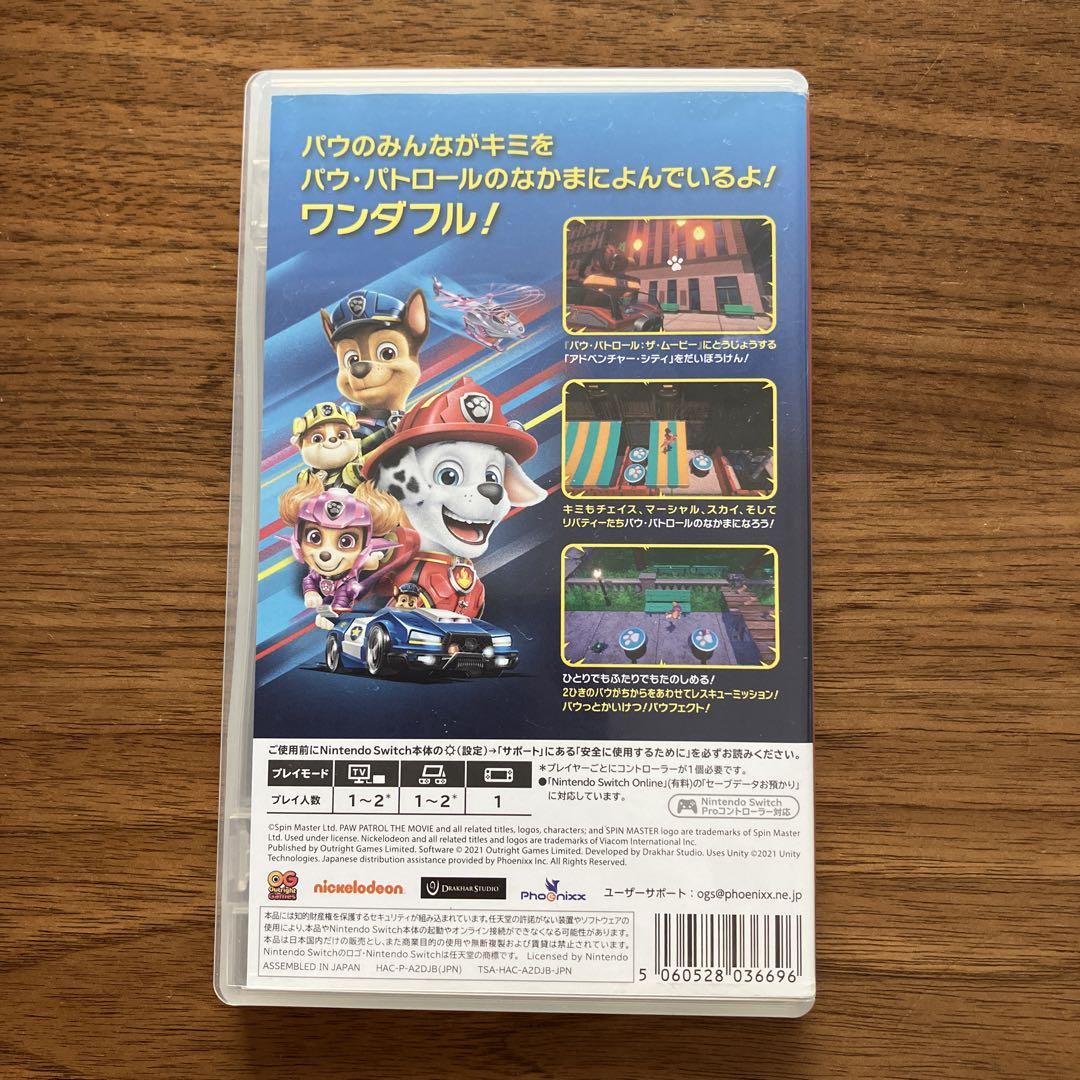 パウのみんながキミを
パウ・パトロールのなかまによんでいるよ!
ワンダフル!
『パウ・パトロール:ザ・ムービー』にとうじょうする
「アドベンチャー・シティ」をだいぼうけん!
キミもチェイス、マーシャル、スカイ、そして
リバティーたちパウ・パトロールのなかまになろう!
ひとりでもふたりでもたのしめる!
2ひきのパウがちからをあわせてレスキューミッション!
パウっとかいけつ!パウフェクト!
ご使用前にNintendo Switch本体の(設定)→「サポート」にある「安全に使用するために」を必ずお読みください。
プレイモード TV
プレイ人数 1~2* 1~2* 1
*プレイヤーごとにコントローラーが1個必要です。
●「Nintendo Switch Online」(有料)の「セーブデータお預かり」
に対応しています。
Nintendo Switch
Proコントローラー対応
©Spin Master Ltd. PAW PATROL THE MOVIE and all related titles, logos, characters; and SPIN MASTER logo are trademarks of Spin Master
Ltd. Used under license. Nickelodeon and all related titles and logos are trademarks of Viacom International Inc.
Published by Outright Games Limited. Software © 2021 Outright Games Limited. Developed by Drakhar Studio. Uses Unity ©2021 Unity
Technologies. Japanese distribution assistance provided by Phoenixx Inc. All Rights Reserved.
OG Outright Games
nickelodeon
DRAKHAR STUDIO
Phoenixx
ユーザーサポート:ogs@phoenixx.ne.jp
本品には知的財産権を保護するセキュリティが組み込まれています。任天堂の許諾がない装置やソフトウェアの
使用により、本品やNintendo Switch本体の起動やオンライン接続ができなくなる可能性があります。
本品は日本国内だけの販売とし、また商業目的の使用や無断複製および賃貸は禁止されています。
Nintendo Switchのロゴ・Nintendo Switchは任天堂の商標です。 Licensed by Nintendo
ASSEMBLED IN JAPAN HAC-P-A2DJB(JPN) TSA-HAC-A2DJB-JPN
5 060528 036696